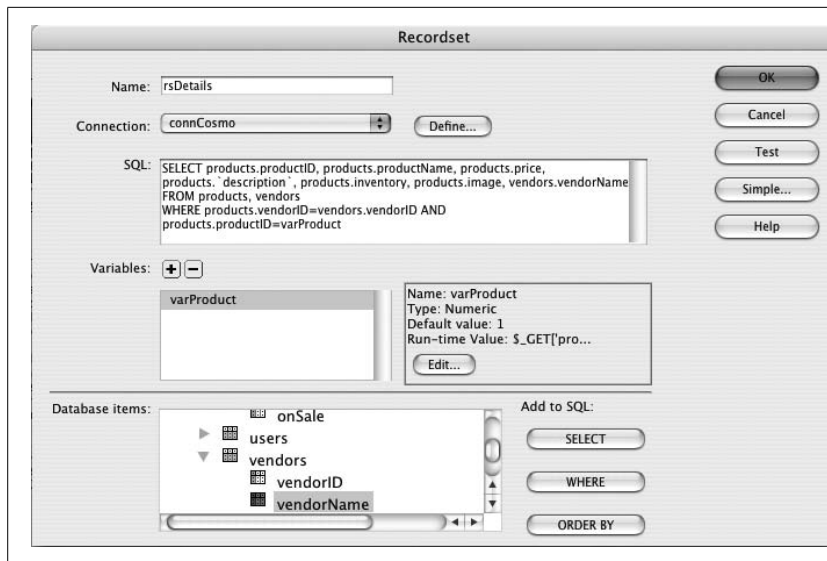 Recordset
Name: rsDetails
Connection: connCosmo
Define...
SQL: SELECT products.productID, products.productName, products.price,
products.`description`, products.inventory, products.image, vendors.vendorName
FROM products, vendors
WHERE products.vendorID=vendors.vendorID AND
products.productID=varProduct
Variables: + −
varProduct
Name: varProduct
Type: Numeric
Default value: 1
Run-time Value: $_GET['pro...
Edit...
Database items:
onSale
users
vendors
vendorID
vendorName
Add to SQL:
SELECT
WHERE
ORDER BY
OK
Cancel
Test
Simple...
Help